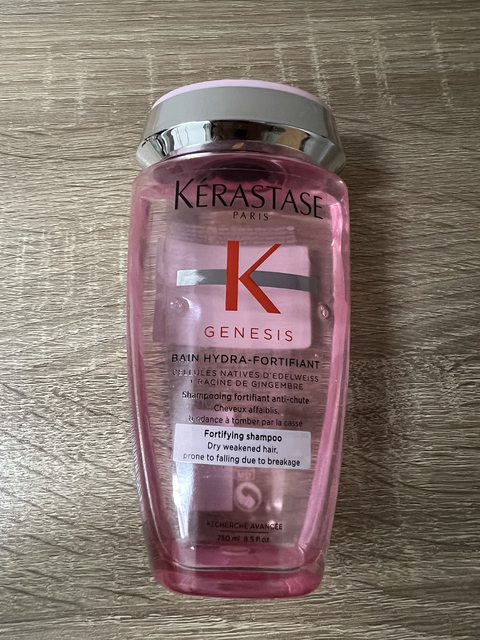 KÉRASTASE
PARIS
K
GENESIS
BAIN HYDRA-FORTIFIANT
CELLULES NATIVES D'EDELWEISS
+ RACINE DE GINGEMBRE
Shampooing fortifiant anti-chute
Cheveux affaiblis,
tendance à tomber par la casse
Fortifying shampoo
Dry weakened hair,
prone to falling due to breakage
RECHERCHE AVANCÉE
250 ml 8.5 fl.oz